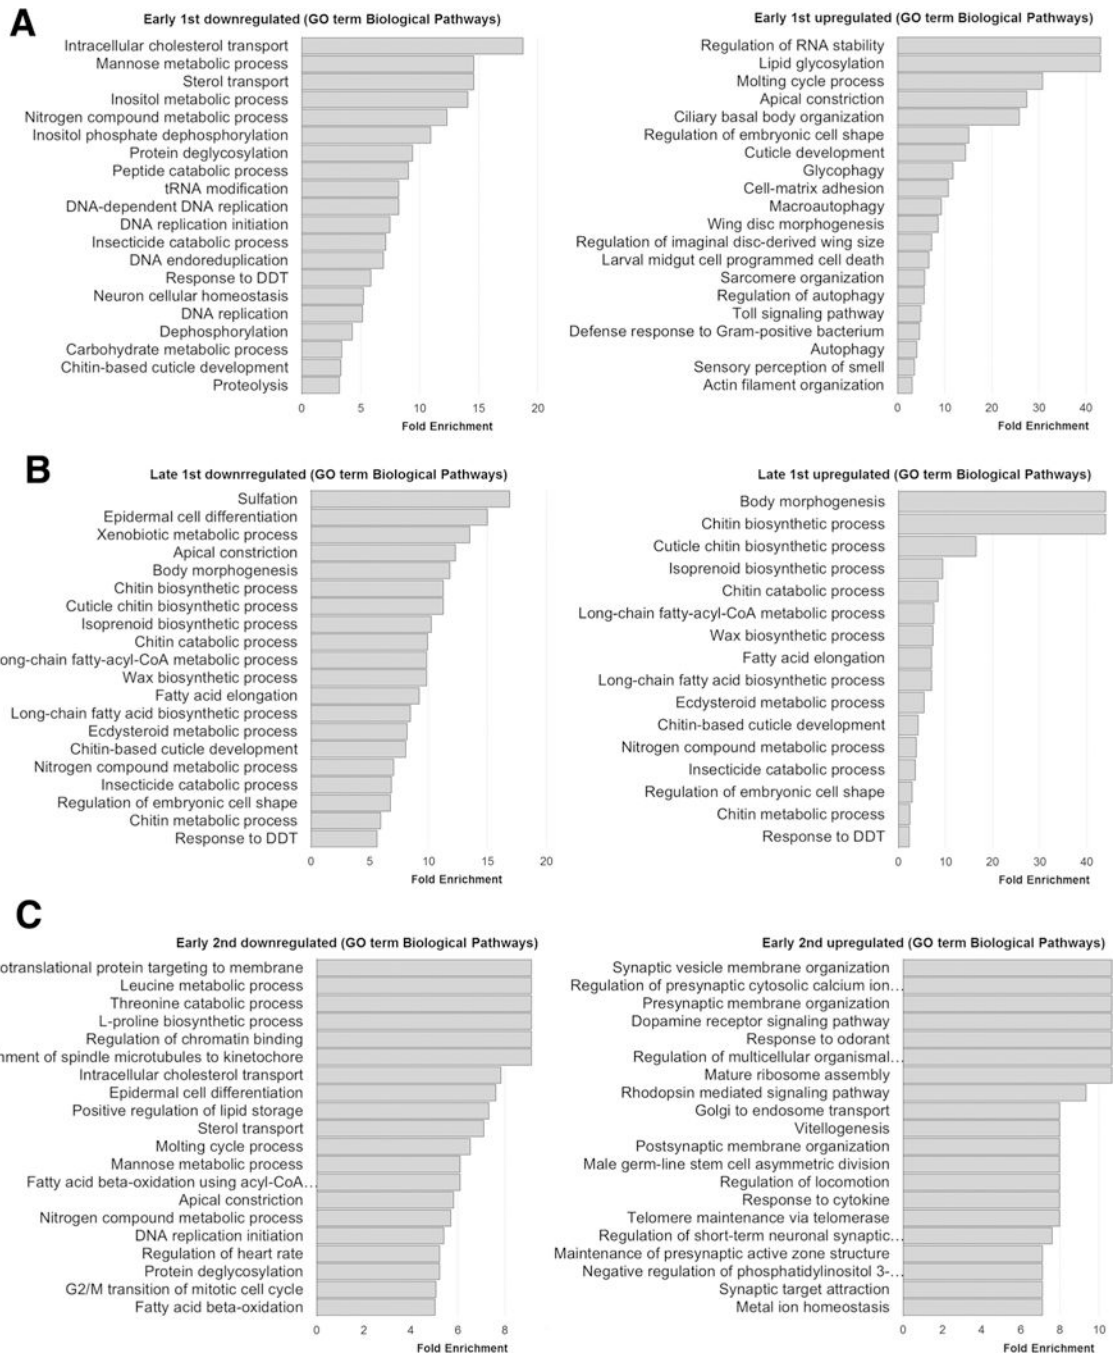 A
Early 1st downregulated (GO term Biological Pathways)
Intracellular cholesterol transport
Mannose metabolic process
Sterol transport
Inositol metabolic process
Nitrogen compound metabolic process
Inositol phosphate dephosphorylation
Protein deglycosylation
Peptide catabolic process
tRNA modification
DNA-dependent DNA replication
DNA replication initiation
Insecticide catabolic process
DNA endoreduplication
Response to DDT
Neuron cellular homeostasis
DNA replication
Dephosphorylation
Carbohydrate metabolic process
Chitin-based cuticle development
Proteolysis
0 5 10 15 20
Fold Enrichment
Early 1st upregulated (GO term Biological Pathways)
Regulation of RNA stability
Lipid glycosylation
Molting cycle process
Apical constriction
Ciliary basal body organization
Regulation of embryonic cell shape
Cuticle development
Glycophagy
Cell-matrix adhesion
Macroautophagy
Wing disc morphogenesis
Regulation of imaginal disc-derived wing size
Larval midgut cell programmed cell death
Sarcomere organization
Regulation of autophagy
Toll signaling pathway
Defense response to Gram-positive bacterium
Autophagy
Sensory perception of smell
Actin filament organization
0 10 20 30 40
Fold Enrichment
B
Late 1st downrregulated (GO term Biological Pathways)
Sulfation
Epidermal cell differentiation
Xenobiotic metabolic process
Apical constriction
Body morphogenesis
Chitin biosynthetic process
Cuticle chitin biosynthetic process
Isoprenoid biosynthetic process
Chitin catabolic process
ong-chain fatty-acyl-CoA metabolic process
Wax biosynthetic process
Fatty acid elongation
Long-chain fatty acid biosynthetic process
Ecdysteroid metabolic process
Chitin-based cuticle development
Nitrogen compound metabolic process
Insecticide catabolic process
Regulation of embryonic cell shape
Chitin metabolic process
Response to DDT
0 5 10 15 20
Fold Enrichment
Late 1st upregulated (GO term Biological Pathways)
Body morphogenesis
Chitin biosynthetic process
Cuticle chitin biosynthetic process
Isoprenoid biosynthetic process
Chitin catabolic process
Long-chain fatty-acyl-CoA metabolic process
Wax biosynthetic process
Fatty acid elongation
Long-chain fatty acid biosynthetic process
Ecdysteroid metabolic process
Chitin-based cuticle development
Nitrogen compound metabolic process
Insecticide catabolic process
Regulation of embryonic cell shape
Chitin metabolic process
Response to DDT
0 10 20 30 40
Fold Enrichment
C
Early 2nd downregulated (GO term Biological Pathways)
otranslational protein targeting to membrane
Leucine metabolic process
Threonine catabolic process
L-proline biosynthetic process
Regulation of chromatin binding
nment of spindle microtubules to kinetochore
Intracellular cholesterol transport
Epidermal cell differentiation
Positive regulation of lipid storage
Sterol transport
Molting cycle process
Mannose metabolic process
Fatty acid beta-oxidation using acyl-CoA...
Apical constriction
Nitrogen compound metabolic process
DNA replication initiation
Regulation of heart rate
Protein deglycosylation
G2/M transition of mitotic cell cycle
Fatty acid beta-oxidation
0 2 4 6 8
Fold Enrichment
Early 2nd upregulated (GO term Biological Pathways)
Synaptic vesicle membrane organization
Regulation of presynaptic cytosolic calcium ion...
Presynaptic membrane organization
Dopamine receptor signaling pathway
Response to odorant
Regulation of multicellular organismal...
Mature ribosome assembly
Rhodopsin mediated signaling pathway
Golgi to endosome transport
Vitellogenesis
Postsynaptic membrane organization
Male germ-line stem cell asymmetric division
Regulation of locomotion
Response to cytokine
Telomere maintenance via telomerase
Regulation of short-term neuronal synaptic...
Maintenance of presynaptic active zone structure
Negative regulation of phosphatidylinositol 3-...
Synaptic target attraction
Metal ion homeostasis
0 2 4 6 8 10
Fold Enrichment